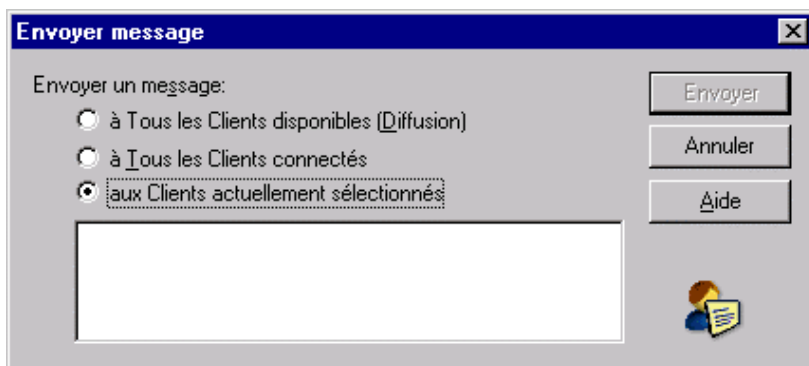 Envoyer message
Envoyer un message:
à Tous les Clients disponibles (Diffusion)
à Tous les Clients connectés
aux Clients actuellement sélectionnés
Envoyer
Annuler
Aide